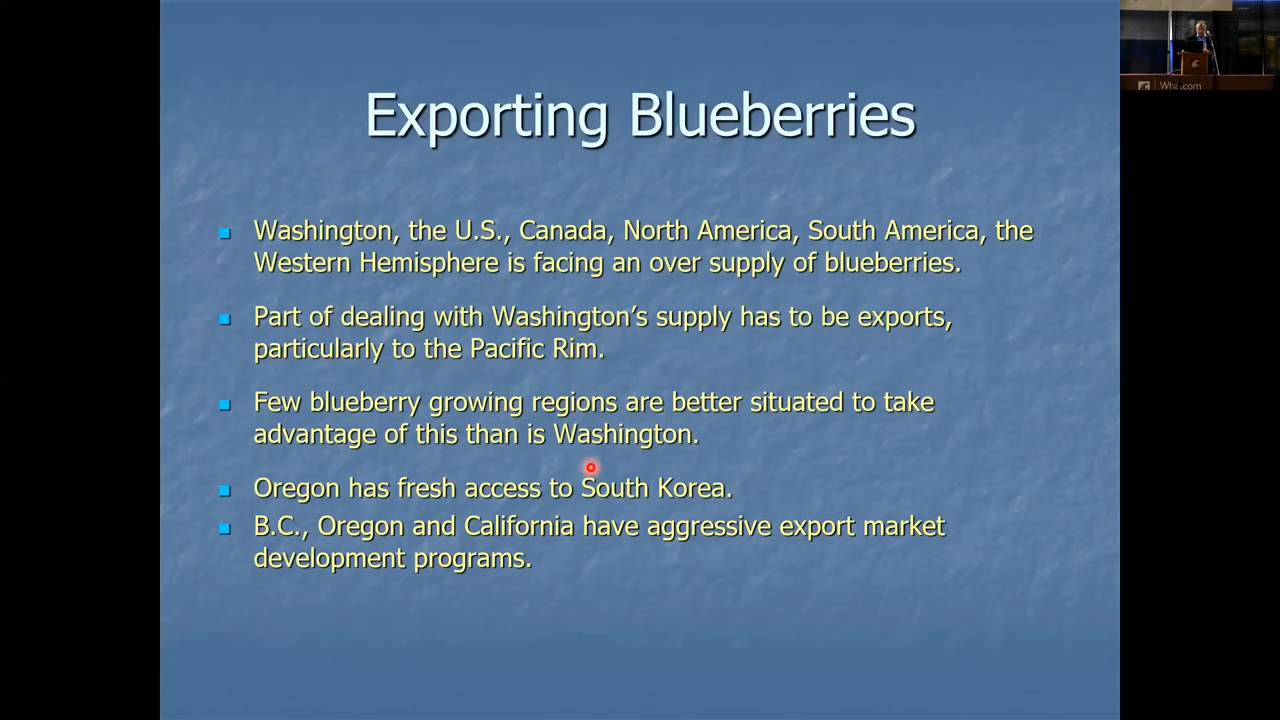 Exporting Blueberries
Washington, the U.S., Canada, North America, South America, the
Western Hemisphere is facing an over supply of blueberries.
Part of dealing with Washington’s supply has to be exports,
particularly to the Pacific Rim.
Few blueberry growing regions are better situated to take
advantage of this than is Washington.
Oregon has fresh access to South Korea.
B.C., Oregon and California have aggressive export market
development programs.